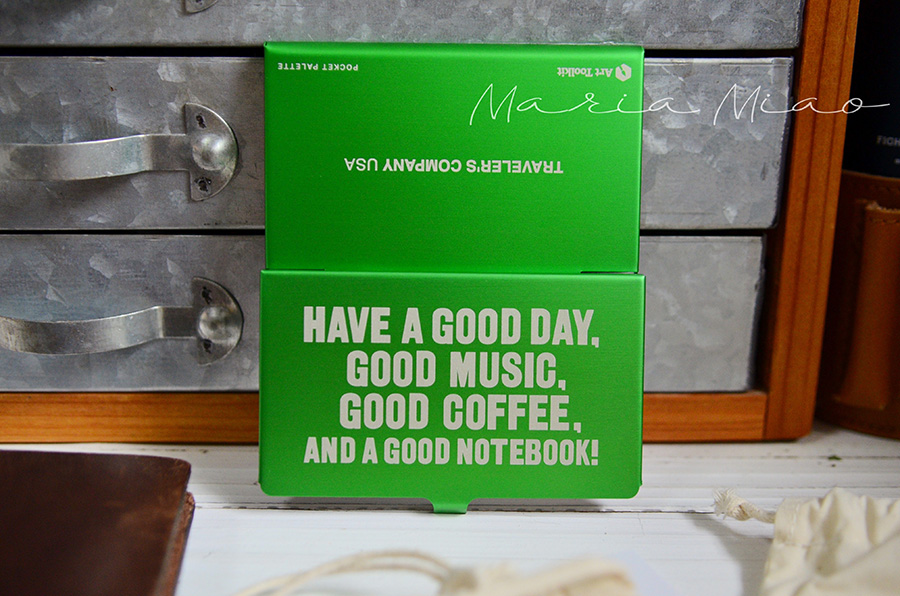 POCKET PALETTE
Art Toolkit
Maria Miao
TRAVELER'S COMPANY USA
HAVE A GOOD DAY,
GOOD MUSIC,
GOOD COFFEE,
AND A GOOD NOTEBOOK!